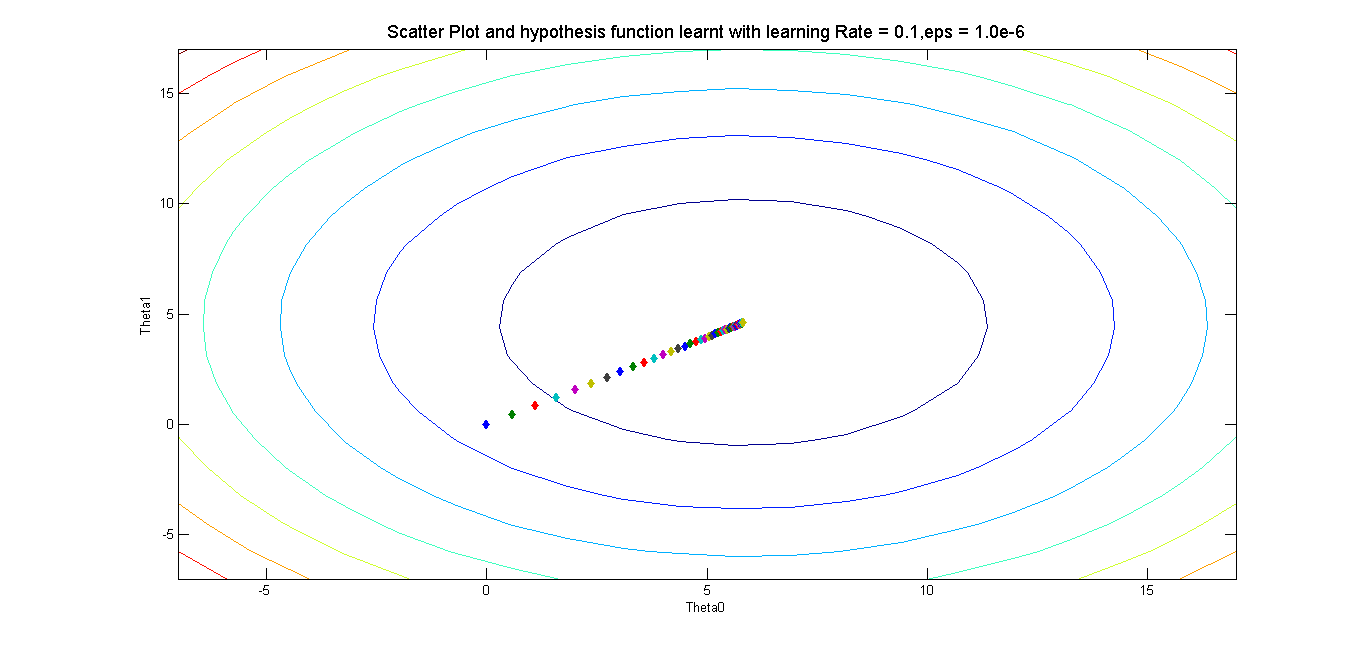 Scatter Plot and hypothesis function learnt with learning Rate = 0.1,eps = 1.0e-6
15
10
5
0
-5
Theta1
-5 0 5 10 15
Theta0